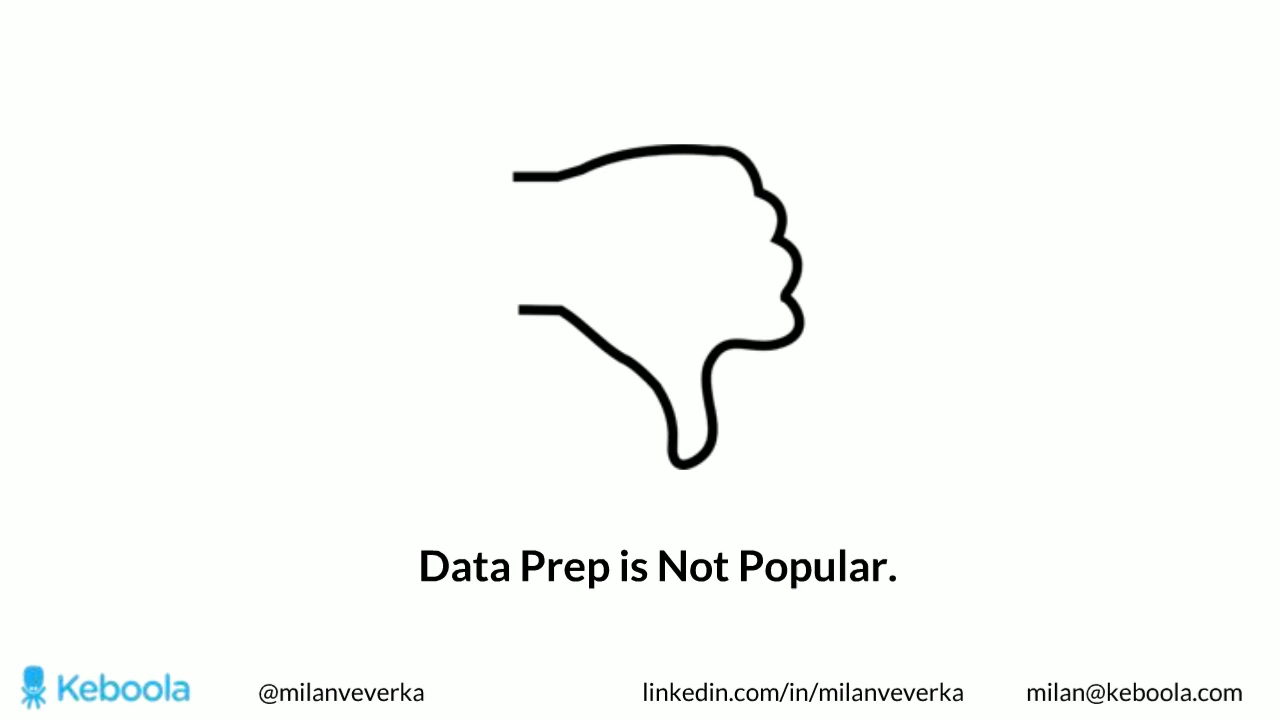 Data Prep is Not Popular.
Keboola @milanveverka linkedin.com/in/milanveverka milan@keboola.com